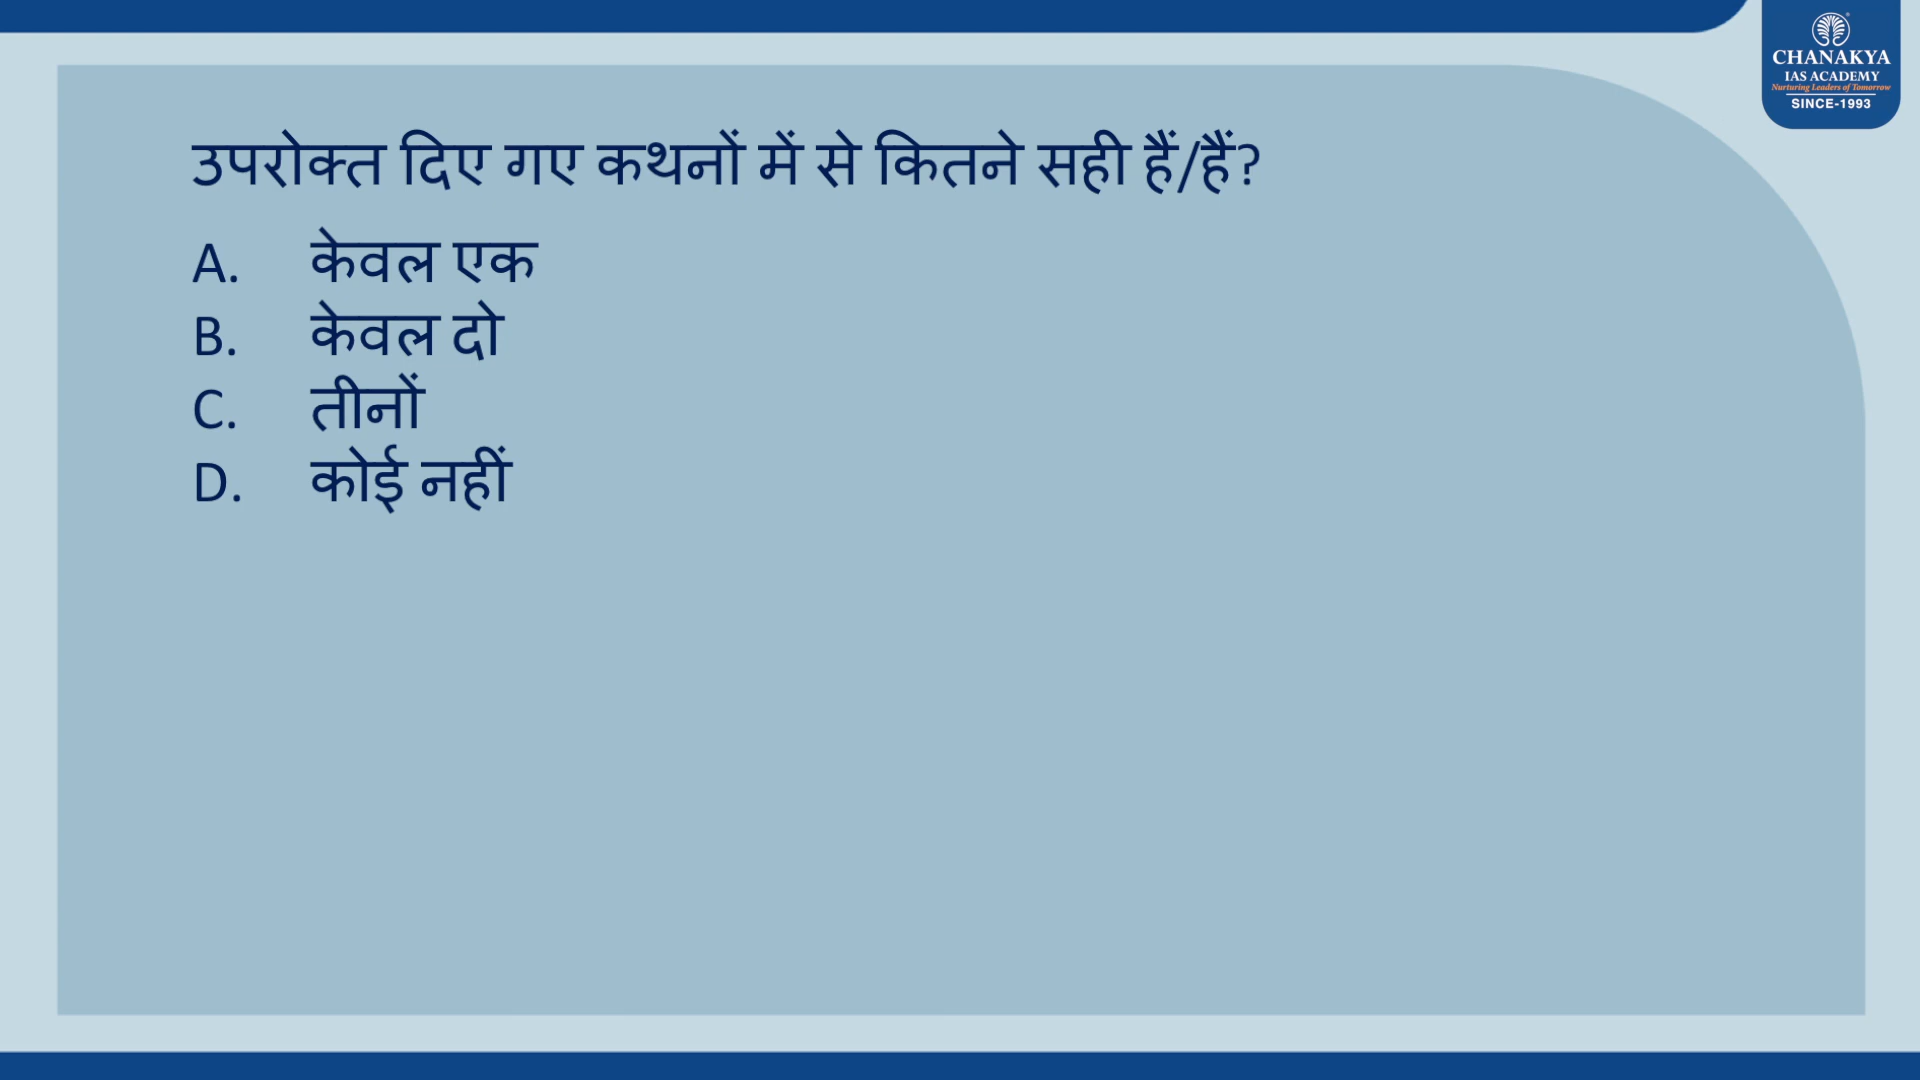 CHANAKYA
IAS ACADEMY
Nurturing Leaders of Tomorrow
SINCE-1993
उपरोक्त दिए गए कथनों में से कितने सही हैं/हैं?
A. केवल एक
B. केवल दो
C. तीनों
D. कोई नहीं